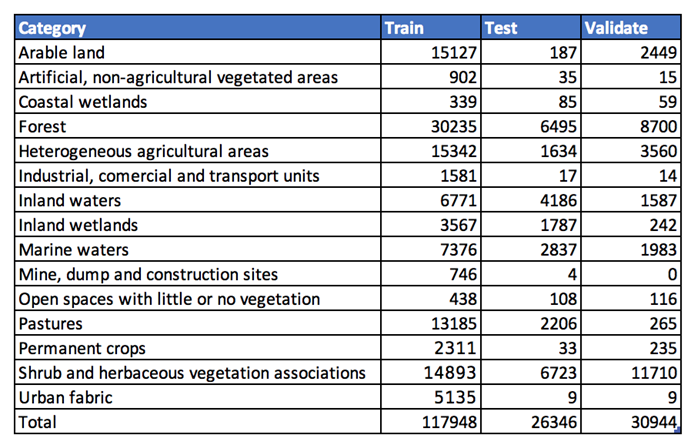 Category Train Test Validate
Arable land 15127 187 2449
Artificial, non-agricultural vegetated areas 902 35 15
Coastal wetlands 339 85 59
Forest 30235 6495 8700
Heterogeneous agricultural areas 15342 1634 3560
Industrial, comercial and transport units 1581 17 14
Inland waters 6771 4186 1587
Inland wetlands 3567 1787 242
Marine waters 7376 2837 1983
Mine, dump and construction sites 746 4 0
Open spaces with little or no vegetation 438 108 116
Pastures 13185 2206 265
Permanent crops 2311 33 235
Shrub and herbaceous vegetation associations 14893 6723 11710
Urban fabric 5135 9 9
Total 117948 26346 30944